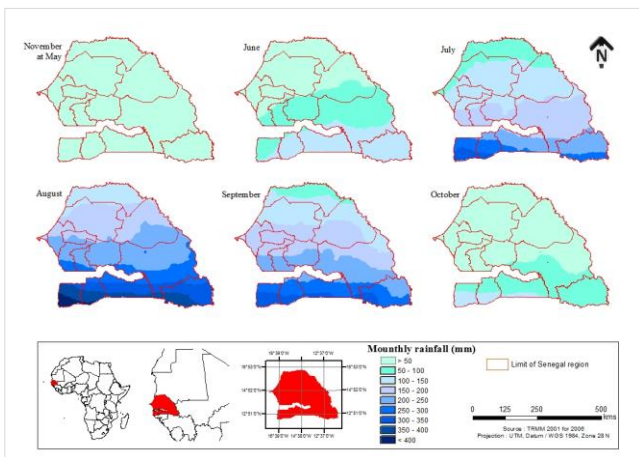 November
at May
June
July
N
August
September
October
Mounthly rainfall (mm)
> 50
50 - 100
100 - 150
150 - 200
200 - 250
250 - 300
300 - 350
350 - 400
< 400
Limit of Senegal region
0
125
250
500
kms
Source : TRMM 2001 for 2006
Projection : UTM, Datum / WGS 1984, Zone 28 N